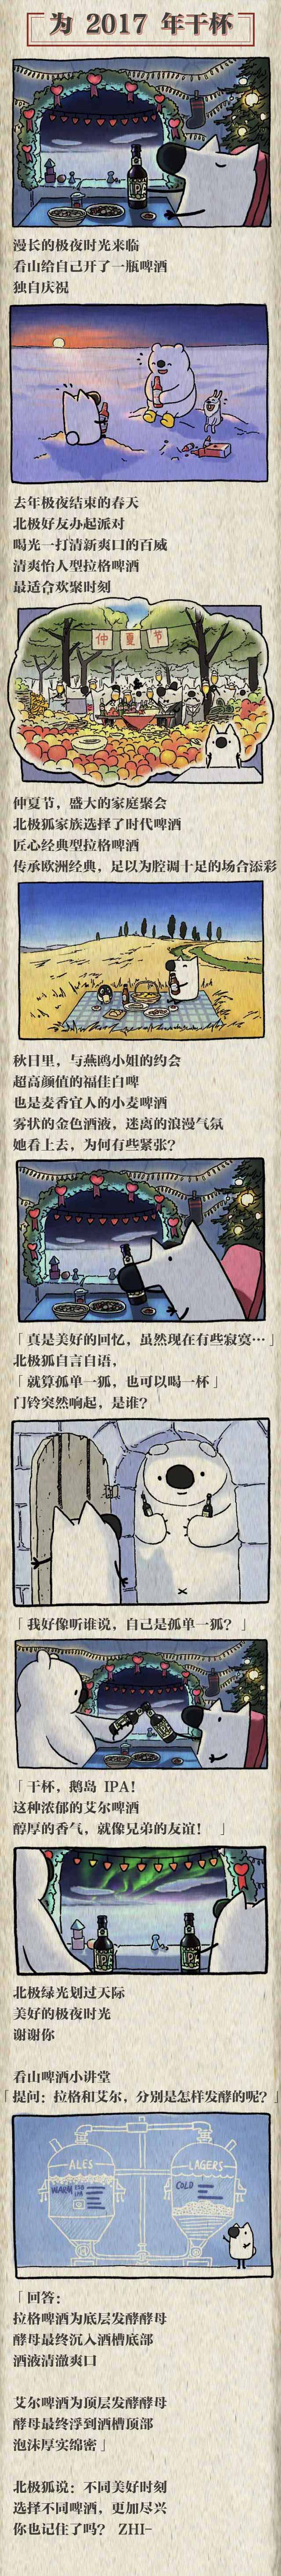 为 2017 年干杯
IPA
漫长的极夜时光来临
看山给自己开了一瓶啤酒
独自庆祝
去年极夜结束的春天
北极好友办起派对
喝光一打清新爽口的百威
清爽怡人型拉格啤酒
最适合欢聚时刻
仲夏节
仲夏节，盛大的家庭聚会
北极狐家族选择了时代啤酒
匠心经典型拉格啤酒
传承欧洲经典，足以为腔调十足的场合添彩
秋日里，与燕鸥小姐的约会
超高颜值的福佳白啤
也是麦香宜人的小麦啤酒
雾状的金色酒液，迷离的浪漫气氛
她看上去，为何有些紧张？
「真是美好的回忆，虽然现在有些寂寞…」
北极狐自言自语，
「就算孤单一狐，也可以喝一杯」
门铃突然响起，是谁？
「我好像听谁说，自己是孤单一狐？」
「干杯，鹅岛 IPA！
这种浓郁的艾尔啤酒
醇厚的香气，就像兄弟的友谊！」
IPA
IPA
北极绿光划过天际
美好的极夜时光
谢谢你
看山啤酒小讲堂
「提问：拉格和艾尔，分别是怎样发酵的呢？」
ALES
LAGERS
WARM
COLD
「回答：
拉格啤酒为底层发酵酵母
酵母最终沉入酒槽底部
酒液清澈爽口
艾尔啤酒为顶层发酵酵母
酵母最终浮到酒槽顶部
泡沫厚实绵密」
北极狐说：不同美好时刻
选择不同啤酒，更加尽兴
你也记住了吗？ ZHI~